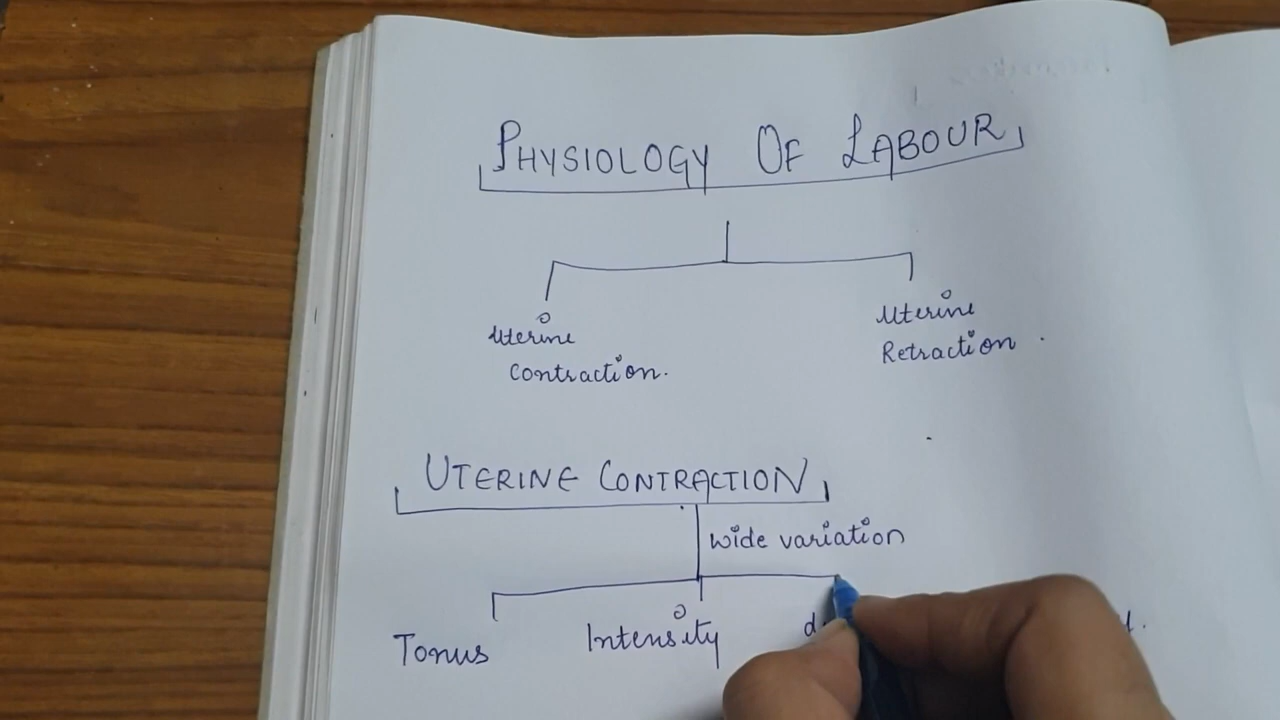 PHYSIOLOGY OF LABOUR
Uterine
Contraction.
Uterine
Retraction.
UTERINE CONTRACTION
wide variation
Tonus
Intensity